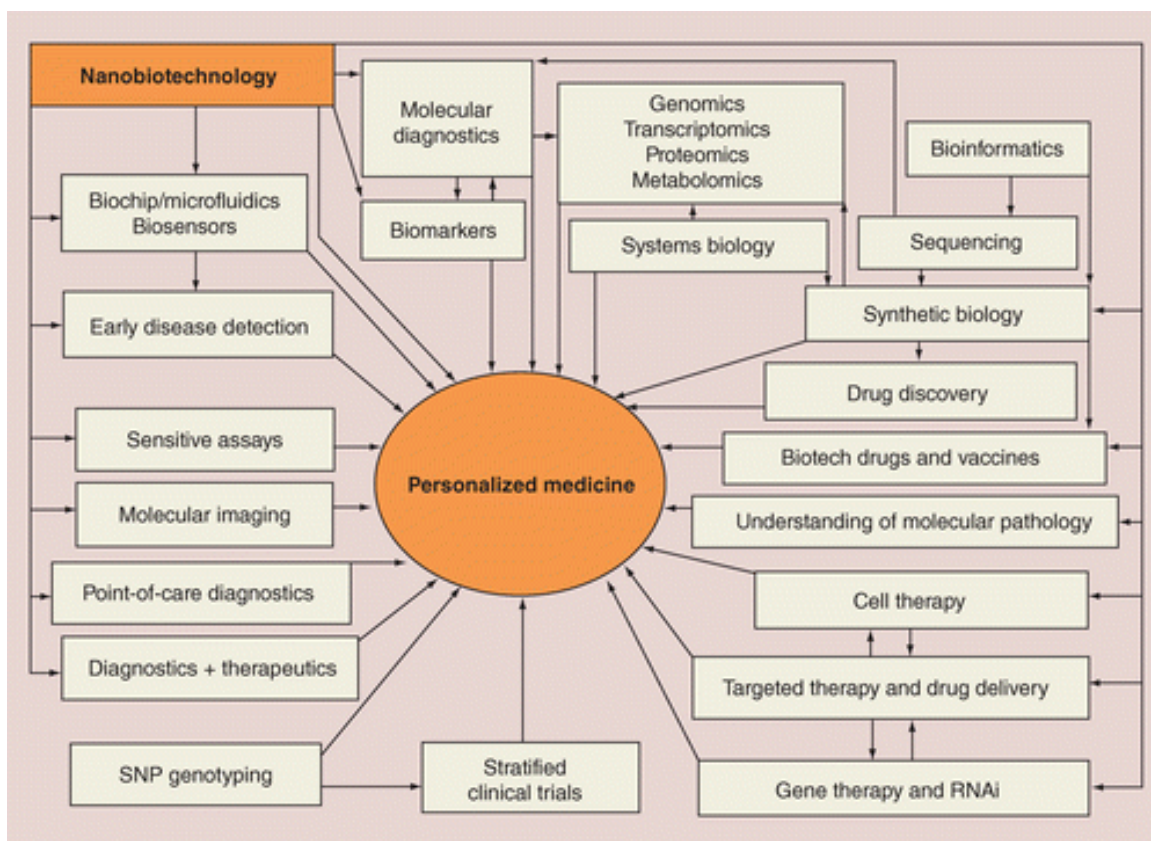 Nanobiotechnology
Molecular
diagnostics
Genomics
Transcriptomics
Proteomics
Metabolomics
Bioinformatics
Biochip/microfluidics
Biosensors
Biomarkers
Systems biology
Sequencing
Early disease detection
Synthetic biology
Drug discovery
Sensitive assays
Biotech drugs and vaccines
Personalized medicine
Molecular imaging
Understanding of molecular pathology
Point-of-care diagnostics
Cell therapy
Diagnostics + therapeutics
Targeted therapy and drug delivery
SNP genotyping
Stratified
clinical trials
Gene therapy and RNAi